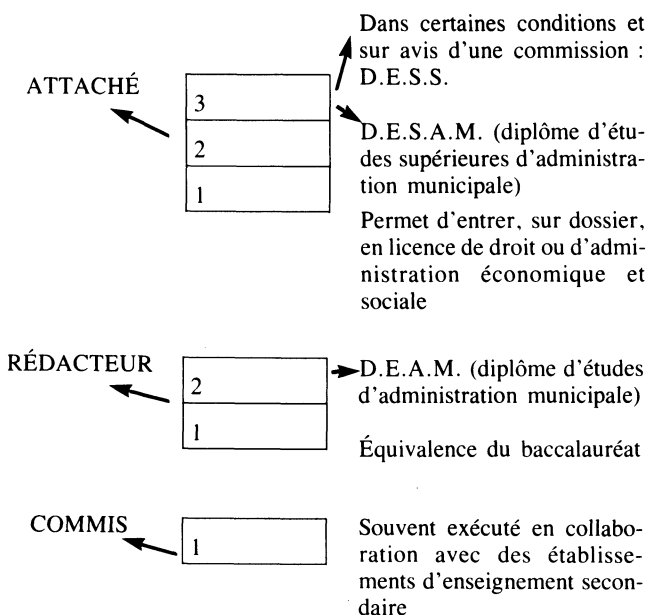 Dans certaines conditions et
sur avis d'une commission :
D.E.S.S.
ATTACHÉ
3
2
1
D.E.S.A.M. (diplôme d'étu-
des supérieures d'administra-
tion municipale)
Permet d'entrer, sur dossier,
en licence de droit ou d'admi-
nistration économique et
sociale
RÉDACTEUR
2
1
D.E.A.M. (diplôme d'études
d'administration municipale)
Équivalence du baccalauréat
COMMIS
1
Souvent exécuté en collabo-
ration avec des établisse-
ments d'enseignement secon-
daire